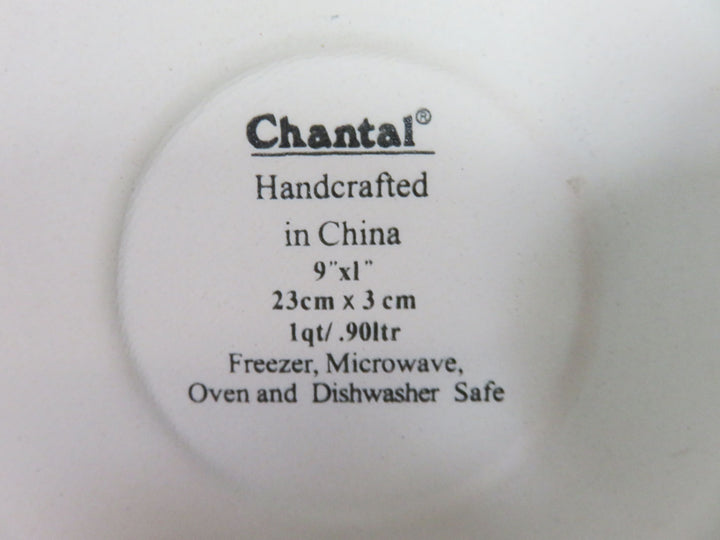 Chantal®
Handcrafted
in China
9"x1"
23cm x 3 cm
1qt/ .90ltr
Freezer, Microwave,
Oven and Dishwasher Safe